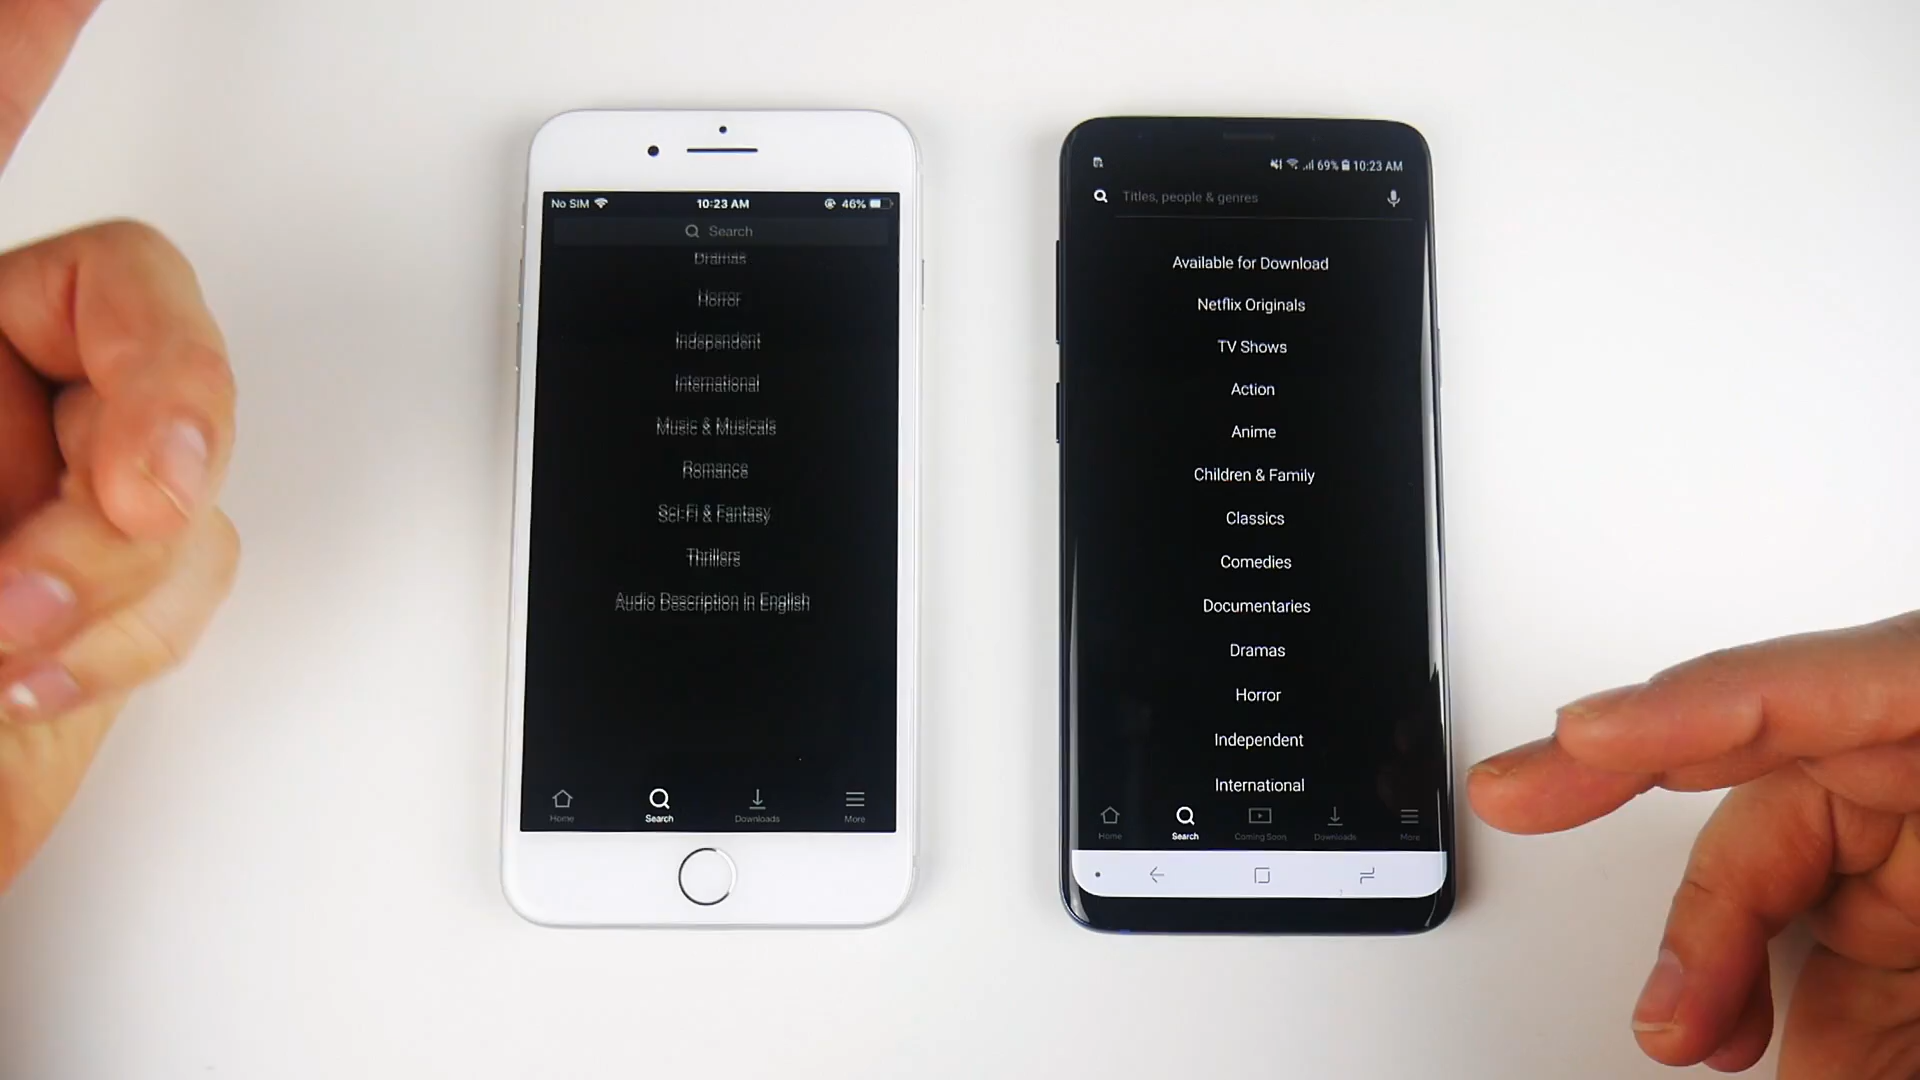 No SIM 10:23 AM 46%
Search
Dramas
Horror
Independent
International
Music & Musicals
Romance
Sci-Fi & Fantasy
Thrillers
Audio Description in English
Home Search Downloads More
69% 10:23 AM
Titles, people & genres
Available for Download
Netflix Originals
TV Shows
Action
Anime
Children & Family
Classics
Comedies
Documentaries
Dramas
Horror
Independent
International
Home Search Coming Soon Downloads More